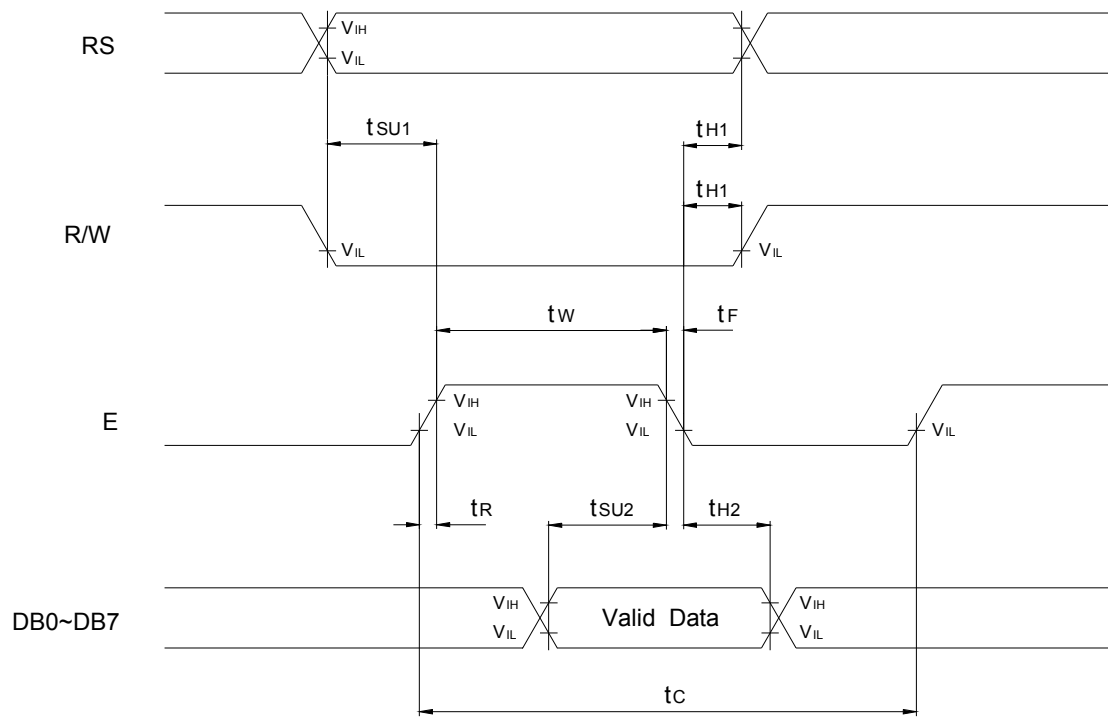 VIH
RS
VIL
tSU1
tH1
tH1
R/W
VIL
VIL
tW
tF
VIH
VIH
E
VIL
VIL
VIL
tR
tSU2
tH2
VIH
VIH
DB0~DB7
Valid Data
VIL
VIL
tC